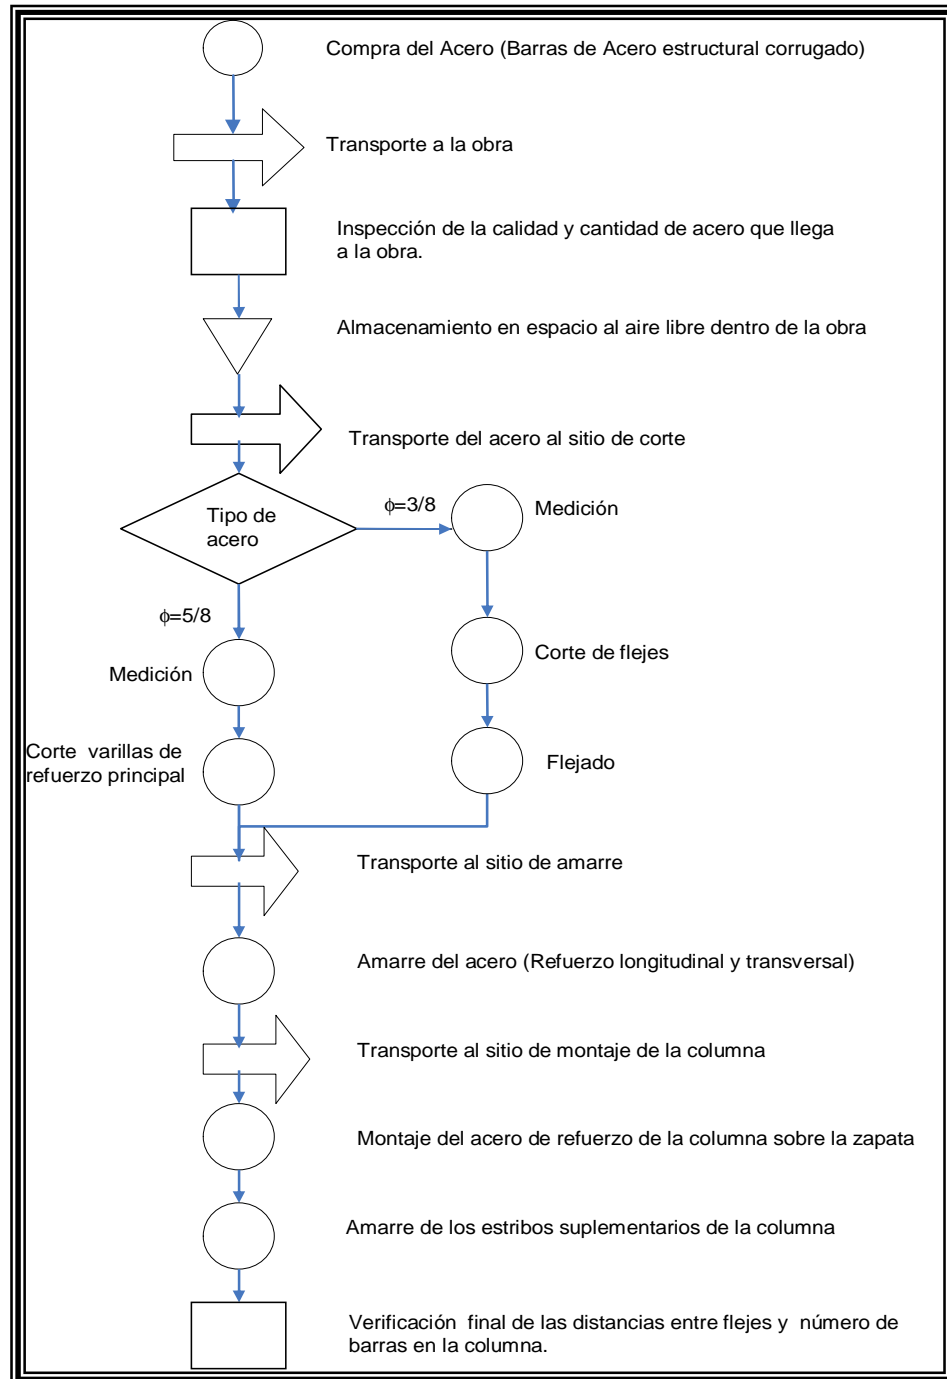 Compra del Acero (Barras de Acero estructural corrugado)
Transporte a la obra
Inspección de la calidad y cantidad de acero que llega
a la obra.
Almacenamiento en espacio al aire libre dentro de la obra
Transporte del acero al sitio de corte
Tipo de
acero
ϕ=3/8
Medición
ϕ=5/8
Corte de flejes
Medición
Corte  varillas de
refuerzo principal
Flejado
Transporte al sitio de amarre
Amarre del acero (Refuerzo longitudinal y transversal)
Transporte al sitio de montaje de la columna
Montaje del acero de refuerzo de la columna sobre la zapata
Amarre de los estribos suplementarios de la columna
Verificación  final de las distancias entre flejes y  número de
barras en la columna.